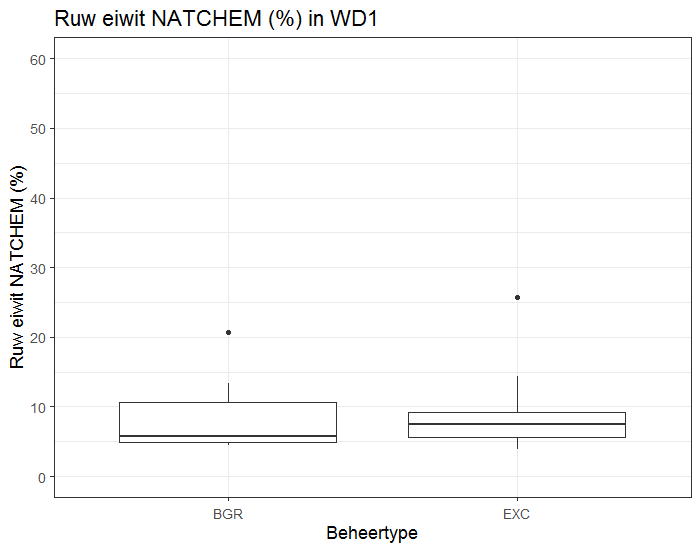 Ruw eiwit NATCHEM (%) in WD1
Ruw eiwit NATCHEM (%)
60
50
40
30
20
10
0
BGR
EXC
Beheertype